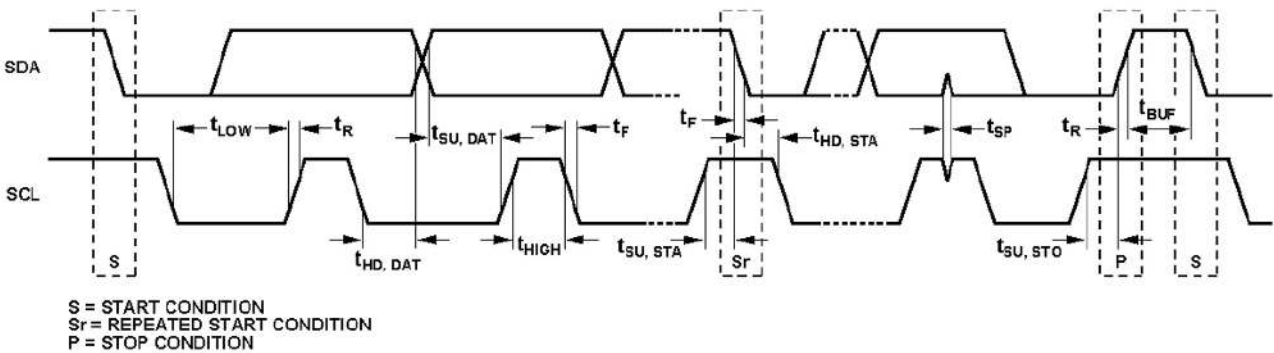 SDA
tLOW
tR
tSU, DAT
tF
tF
tHD, STA
tSP
tR
tBUF
SCL
tHD, DAT
tHIGH
tSU, STA
tSU, STO
S
Sr
P
S
S = START CONDITION
Sr = REPEATED START CONDITION
P = STOP CONDITION